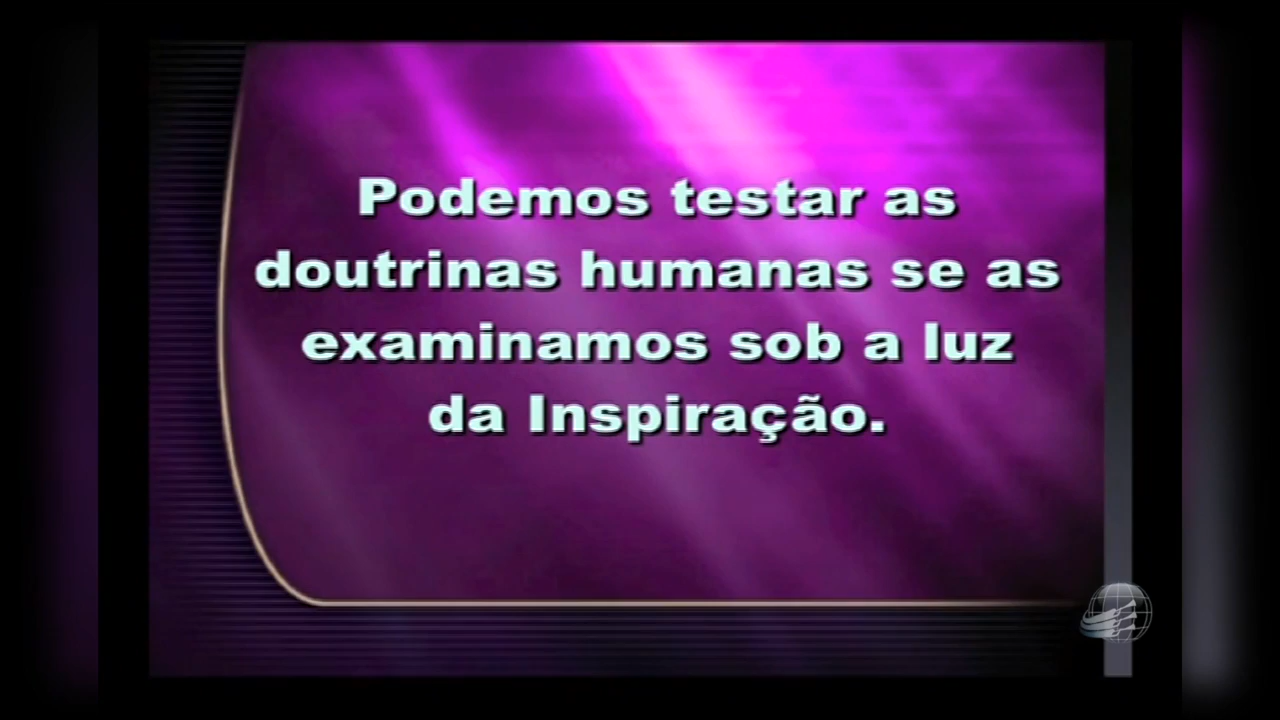 Podemos testar as
doutrinas humanas se as
examinamos sob a luz
da Inspiração.